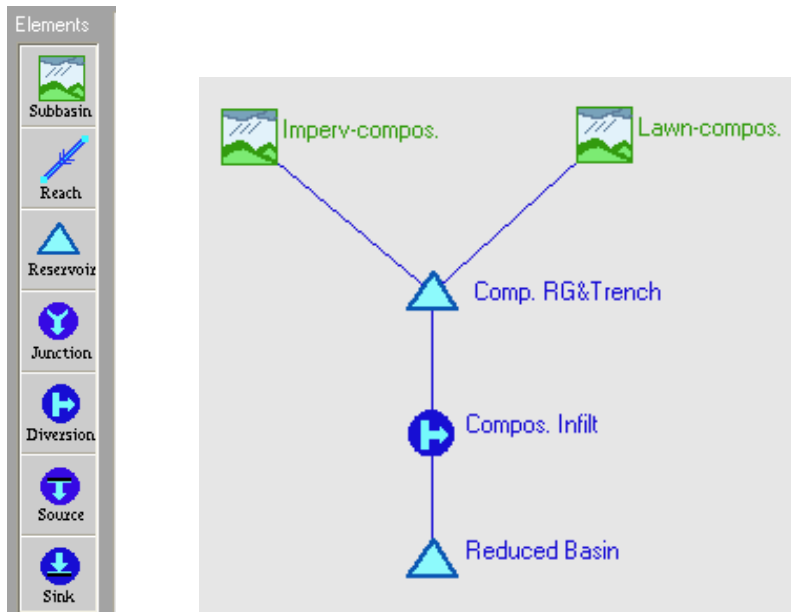 Elements
Subbasin
Reach
Reservoir
Junction
Diversion
Source
Sink
Imperv-compos.
Lawn-compos.
Comp. RG&Trench
Compos. Infilt
Reduced Basin